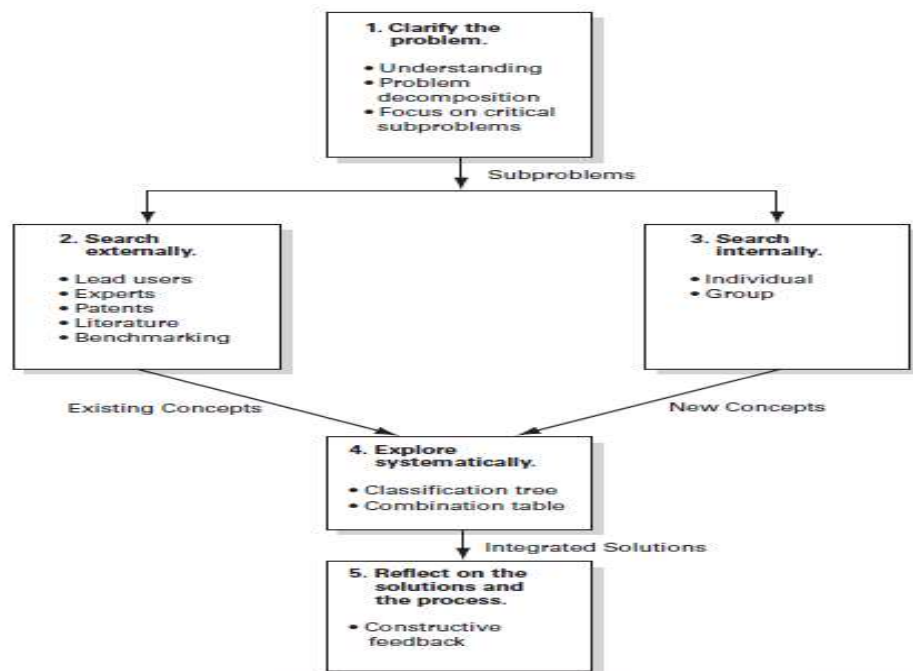 1. Clarify the
problem.
• Understanding
• Problem
decomposition
• Focus on critical
subproblems
Subproblems
2. Search
externally.
• Lead users
• Experts
• Patents
• Literature
• Benchmarking
3. Search
internally.
• Individual
• Group
Existing Concepts
New Concepts
4. Explore
systematically.
• Classification tree
• Combination table
Integrated Solutions
5. Reflect on the
solutions and
the process.
• Constructive
feedback